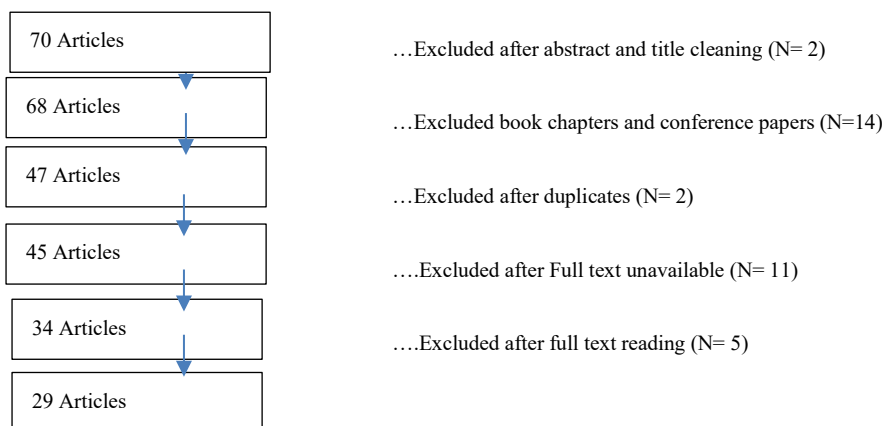 70 Articles
…Excluded after abstract and title cleaning (N= 2)
68 Articles
…Excluded book chapters and conference papers (N=14)
47 Articles
…Excluded after duplicates (N= 2)
45 Articles
….Excluded after Full text unavailable (N= 11)
34 Articles
….Excluded after full text reading (N= 5)
29 Articles